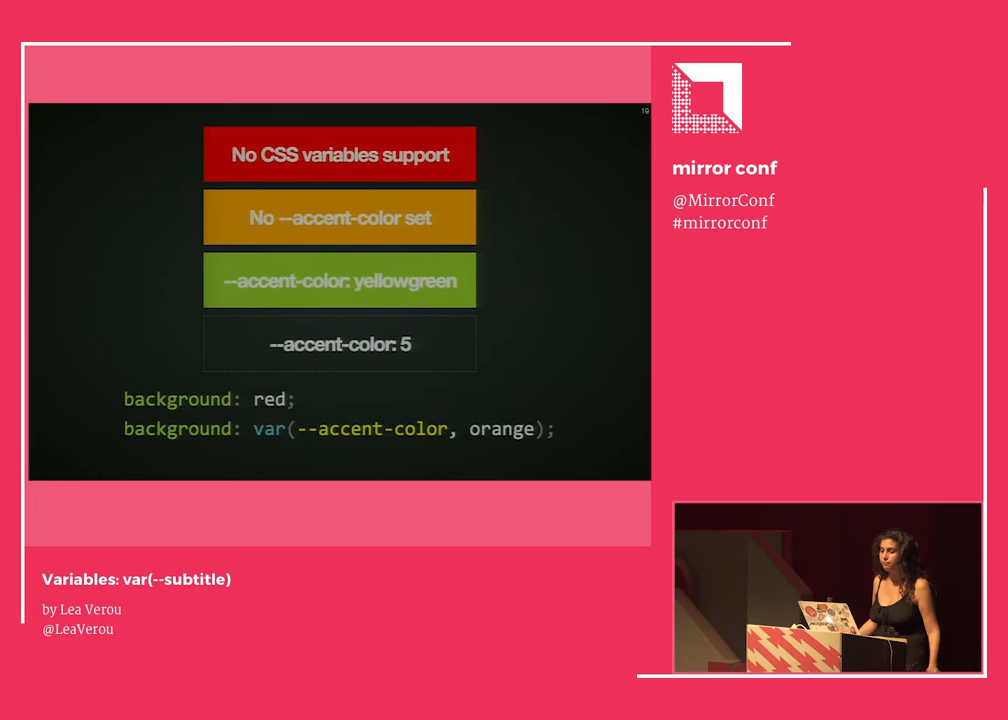 19
No CSS variables support
No --accent-color set
--accent-color: yellowgreen
--accent-color: 5
background: red;
background: var(--accent-color, orange);
mirror conf
@MirrorConf
#mirrorconf
Variables: var(--subtitle)
by Lea Verou
@LeaVerou